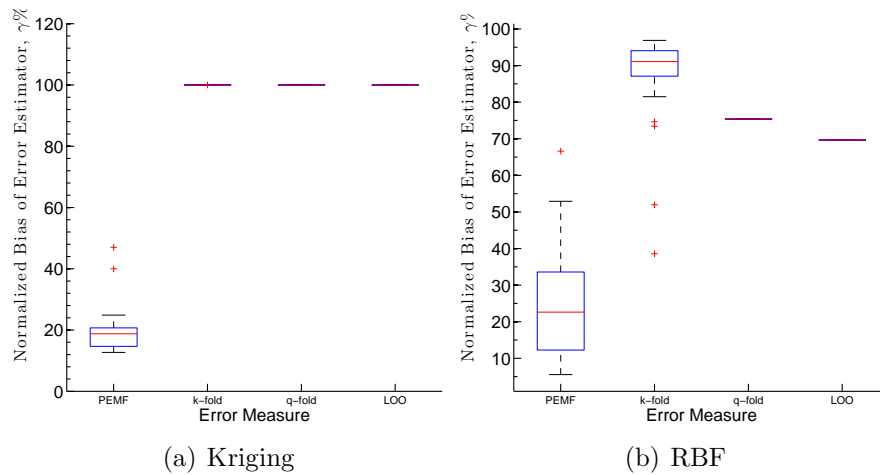 Normalized Bias of Error Estimator, γ%
120
100
80
60
40
20
0
PEMF k−fold q−fold LOO
Error Measure
(a) Kriging
Normalized Bias of Error Estimator, γ%
100
90
80
70
60
50
40
30
20
10
PEMF k−fold q−fold LOO
Error Measure
(b) RBF